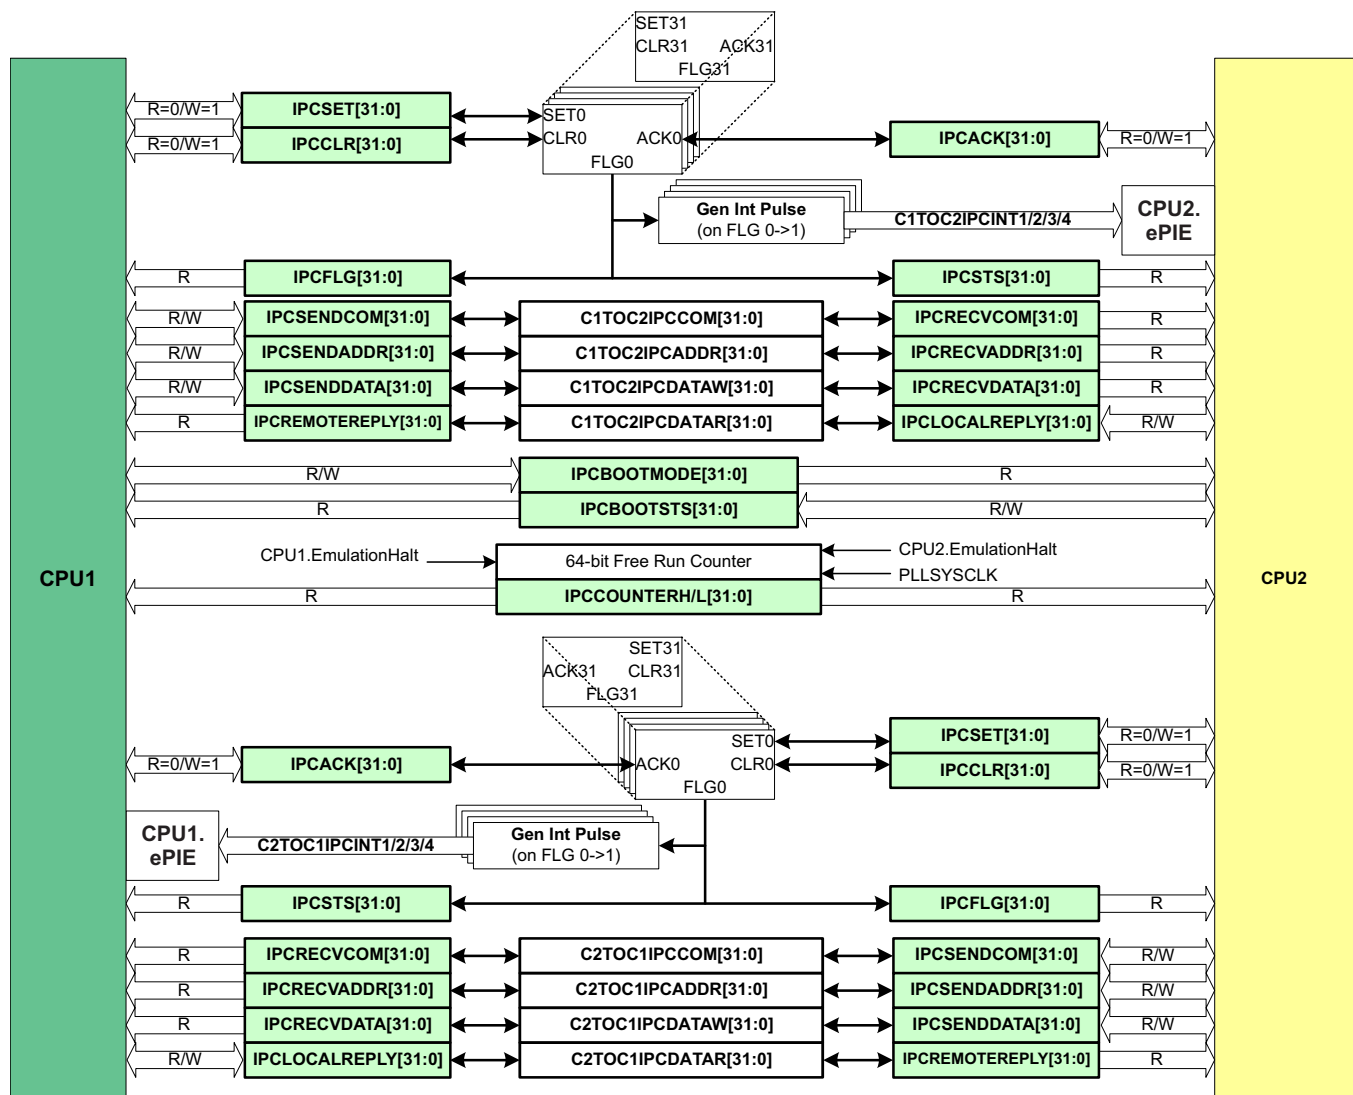 SET31
CLR31 ACK31
FLG31
R=0/W=1 IPCSET[31:0] SET0
R=0/W=1 IPCCLR[31:0] CLR0 ACK0 IPCACK[31:0] R=0/W=1
FLG0
Gen Int Pulse
(on FLG 0->1)
C1TOC2IPCINT1/2/3/4
CPU2.
ePIE
R IPCFLG[31:0] IPCSTS[31:0] R
R/W IPCSENDCOM[31:0] C1TOC2IPCCOM[31:0] IPCRECVCOM[31:0] R
R/W IPCSENDADDR[31:0] C1TOC2IPCADDR[31:0] IPCRECVADDR[31:0] R
R/W IPCSENDDATA[31:0] C1TOC2IPCDATAW[31:0] IPCRECVDATA[31:0] R
R IPCREMOTEREPLY[31:0] C1TOC2IPCDATAR[31:0] IPCLOCALREPLY[31:0] R/W
R/W IPCBOOTMODE[31:0] R
R IPCBOOTSTS[31:0] R/W
CPU1.EmulationHalt 64-bit Free Run Counter CPU2.EmulationHalt
PLLSYSCLK
CPU1
CPU2
R IPCCOUNTERH/L[31:0] R
SET31
ACK31 CLR31
FLG31
SET0 IPCSET[31:0] R=0/W=1
R=0/W=1 IPCACK[31:0] ACK0 CLR0 IPCCLR[31:0] R=0/W=1
FLG0
CPU1.
ePIE
C2TOC1IPCINT1/2/3/4
Gen Int Pulse
(on FLG 0->1)
R IPCSTS[31:0] IPCFLG[31:0] R
R IPCRECVCOM[31:0] C2TOC1IPCCOM[31:0] IPCSENDCOM[31:0] R/W
R IPCRECVADDR[31:0] C2TOC1IPCADDR[31:0] IPCSENDADDR[31:0] R/W
R IPCRECVDATA[31:0] C2TOC1IPCDATAW[31:0] IPCSENDDATA[31:0] R/W
R/W IPCLOCALREPLY[31:0] C2TOC1IPCDATAR[31:0] IPCREMOTEREPLY[31:0] R